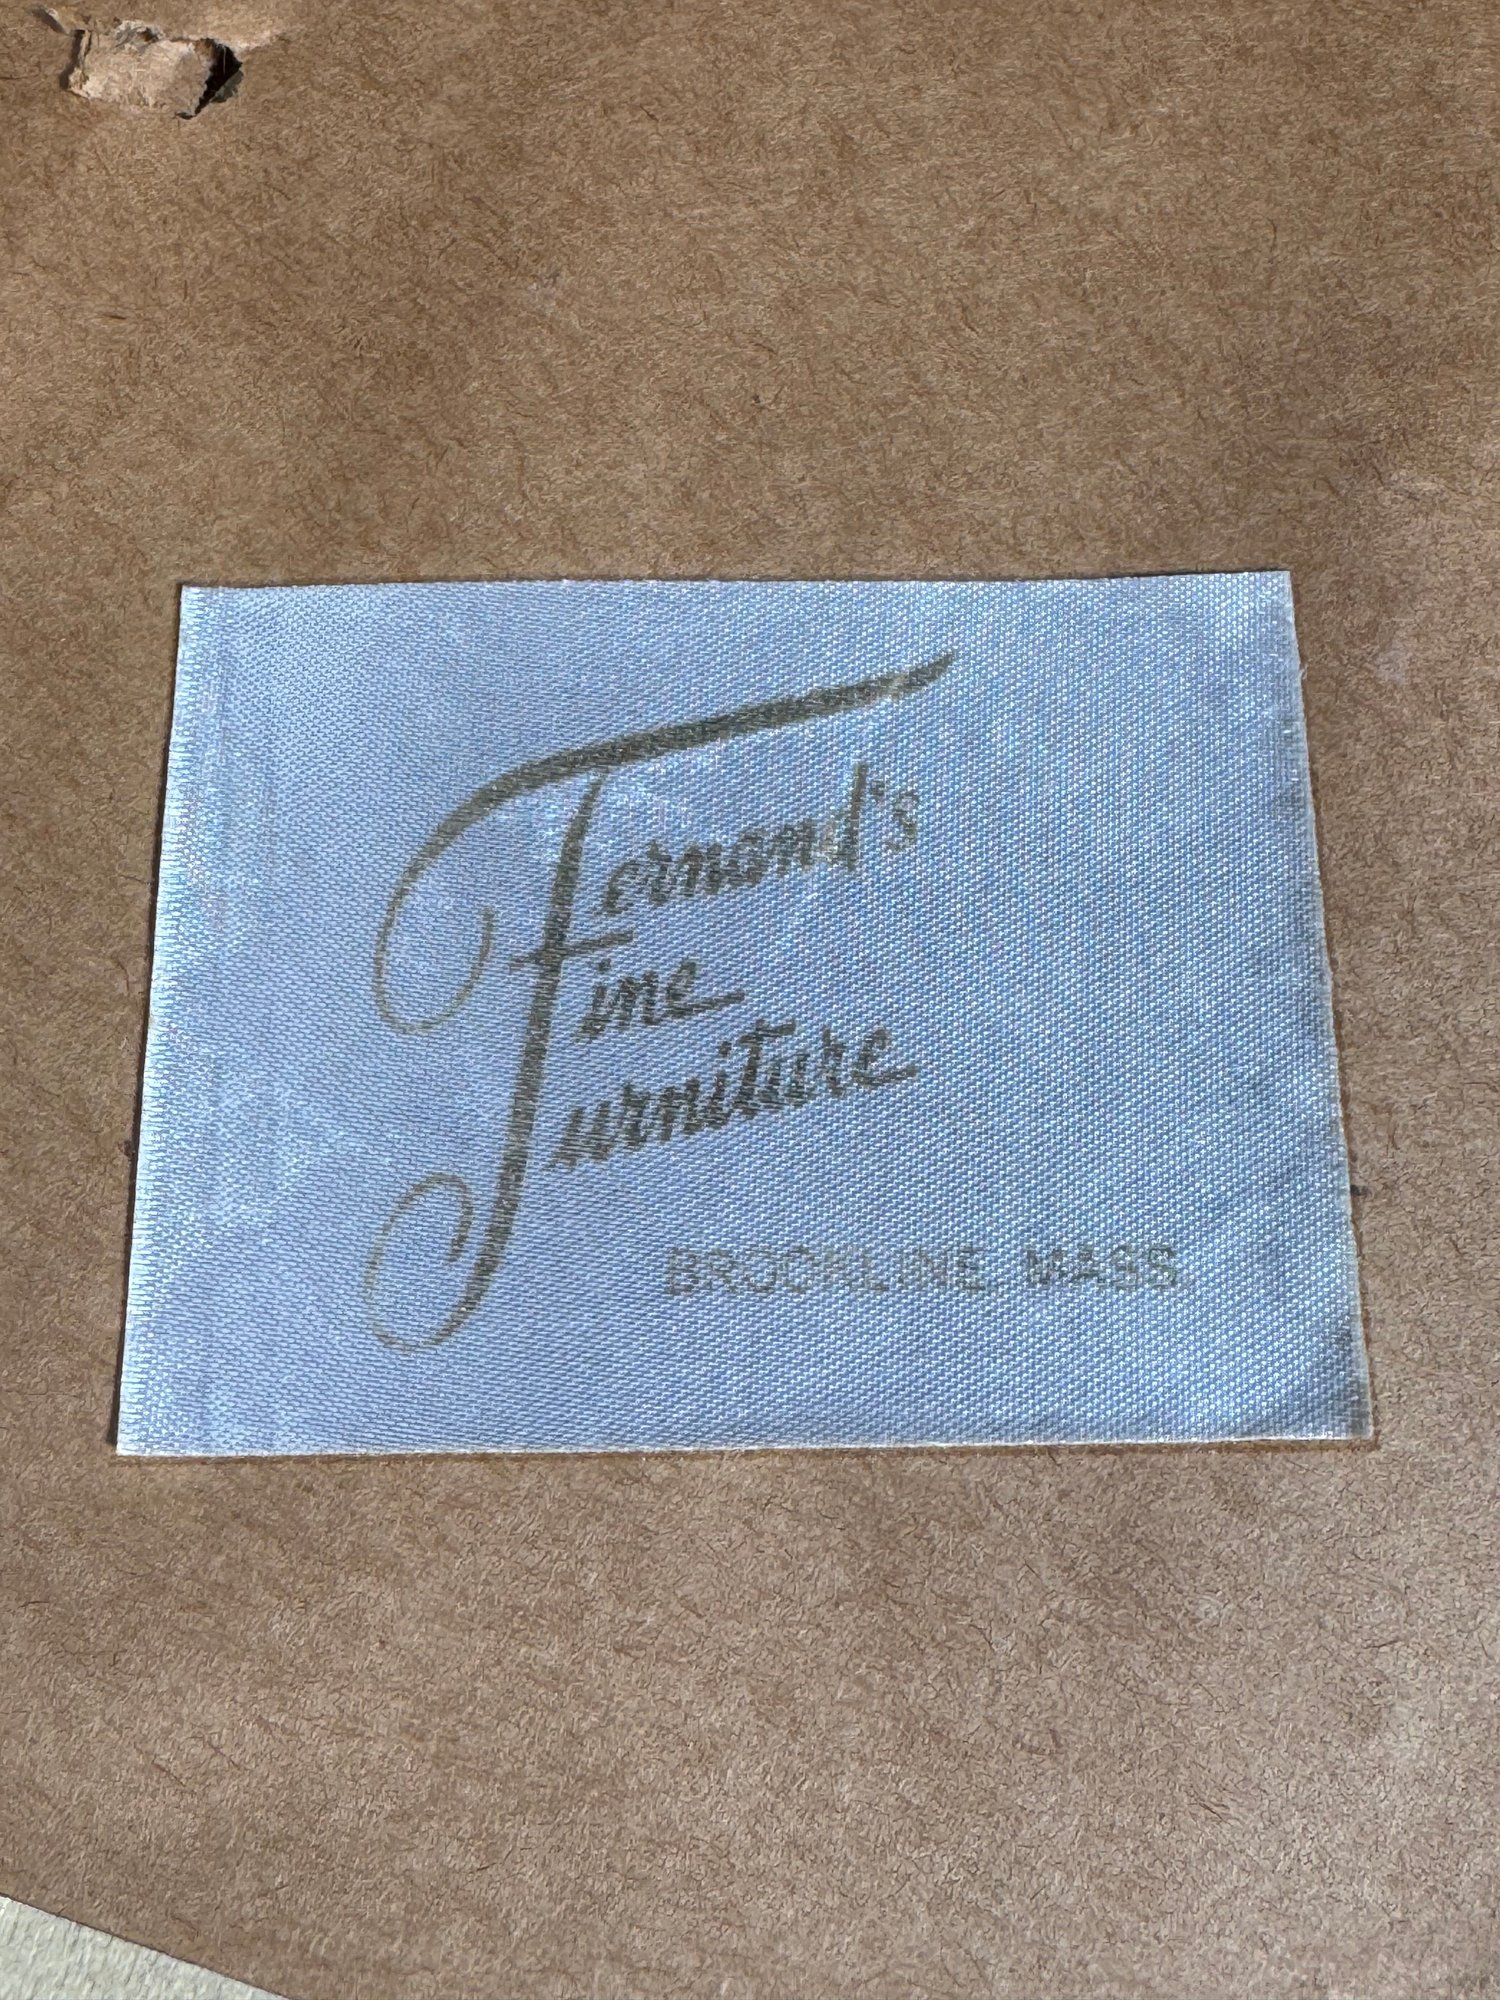 Fernand's
Fine
Furniture
BROOKLINE MASS